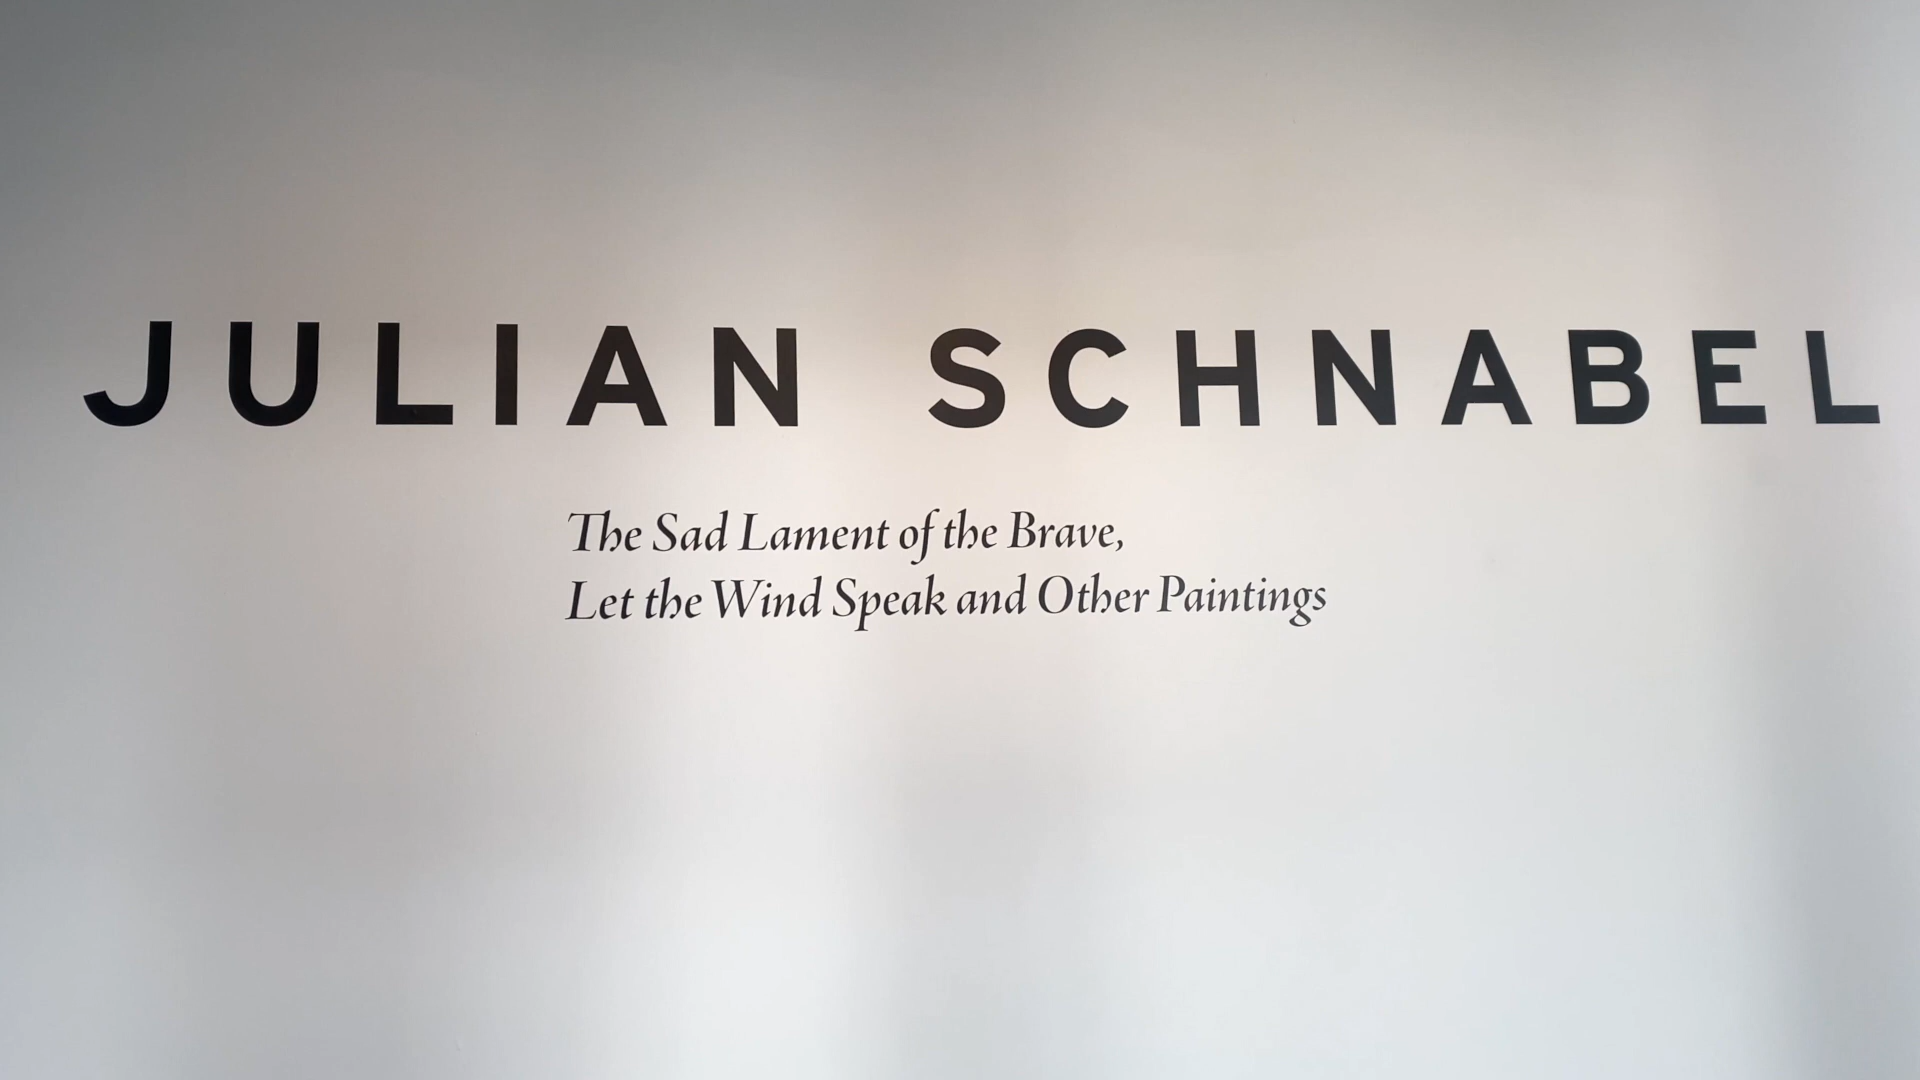 JULIAN SCHNABEL
The Sad Lament of the Brave,
Let the Wind Speak and Other Paintings